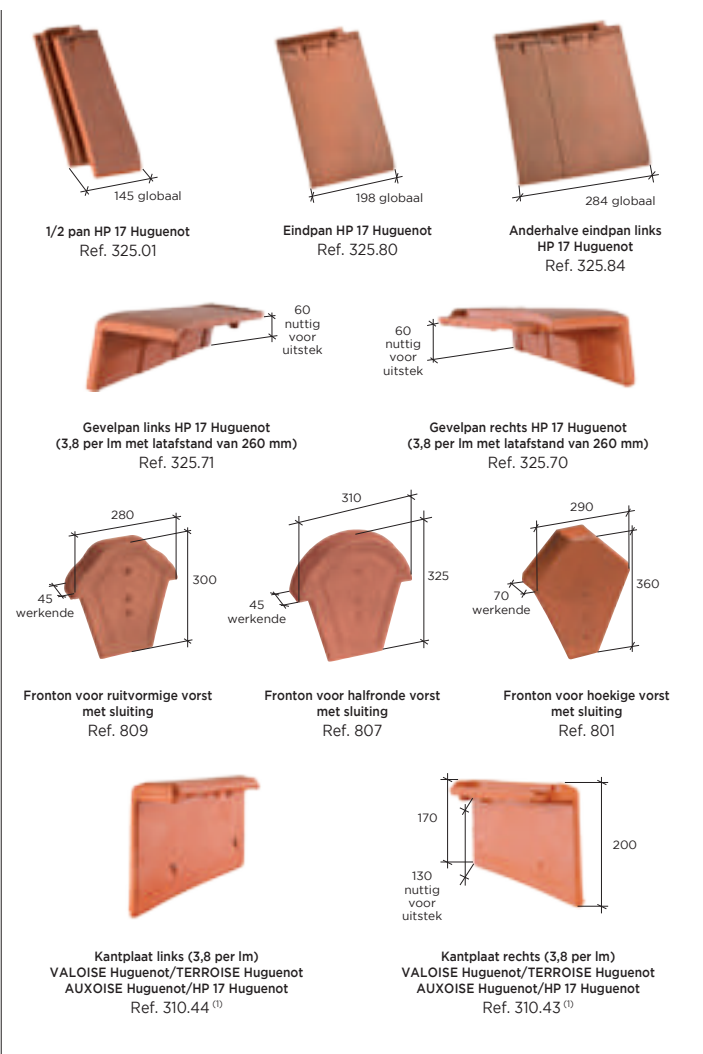 145 globaal
198 globaal
284 globaal
1/2 pan HP 17 Huguenot
Ref. 325.01
Eindpan HP 17 Huguenot
Ref. 325.80
Anderhalve eindpan links
HP 17 Huguenot
Ref. 325.84
60
nuttig
voor
uitstek
60
nuttig
voor
uitstek
Gevelpan links HP 17 Huguenot
(3,8 per lm met latafstand van 260 mm)
Ref. 325.71
Gevelpan rechts HP 17 Huguenot
(3,8 per lm met latafstand van 260 mm)
Ref. 325.70
280
300
45
werkende
310
325
45
werkende
290
360
70
werkende
Fronton voor ruitvormige vorst
met sluiting
Ref. 809
Fronton voor halfronde vorst
met sluiting
Ref. 807
Fronton voor hoekige vorst
met sluiting
Ref. 801
170
200
130
nuttig
voor
uitstek
Kantplaat links (3,8 per lm)
VALOISE Huguenot/TERROISE Huguenot
AUXOISE Huguenot/HP 17 Huguenot
Ref. 310.44 (1)
Kantplaat rechts (3,8 per lm)
VALOISE Huguenot/TERROISE Huguenot
AUXOISE Huguenot/HP 17 Huguenot
Ref. 310.43 (1)